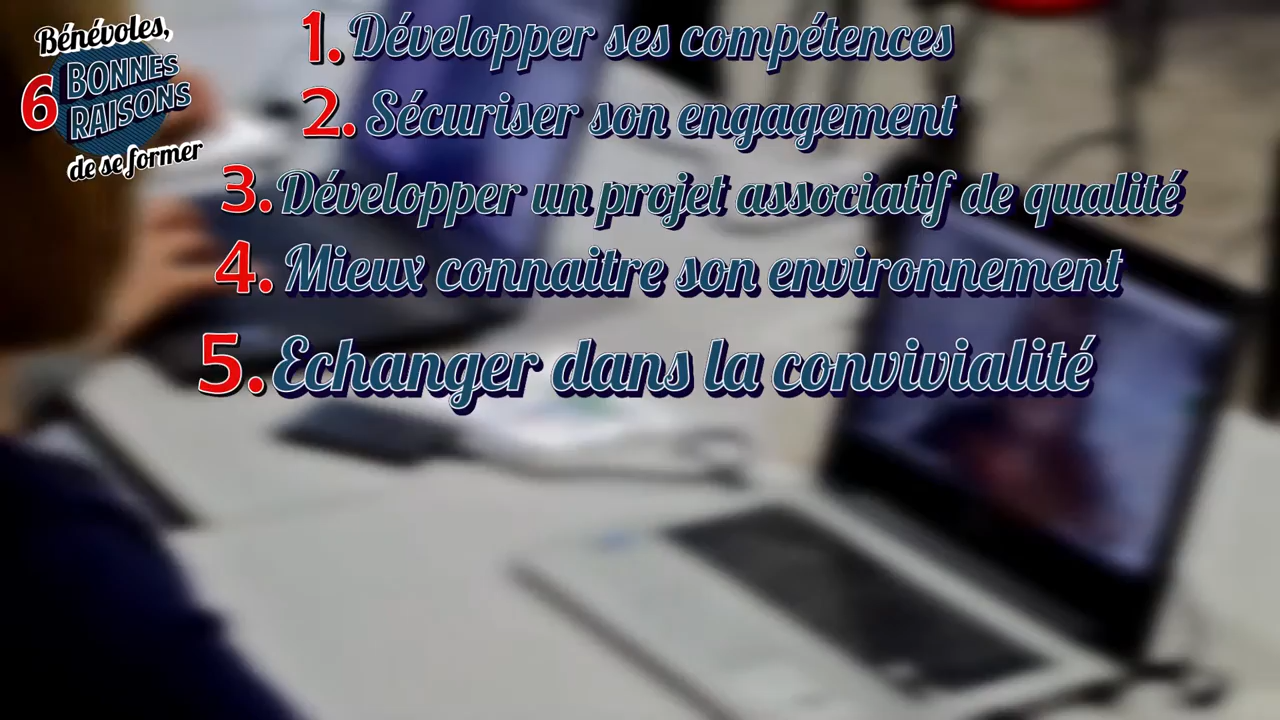 Bénévoles,
6 BONNES
RAISONS
de se former
1. Développer ses compétences
2. Sécuriser son engagement
3. Développer un projet associatif de qualité
4. Mieux connaitre son environnement
5. Echanger dans la convivialité